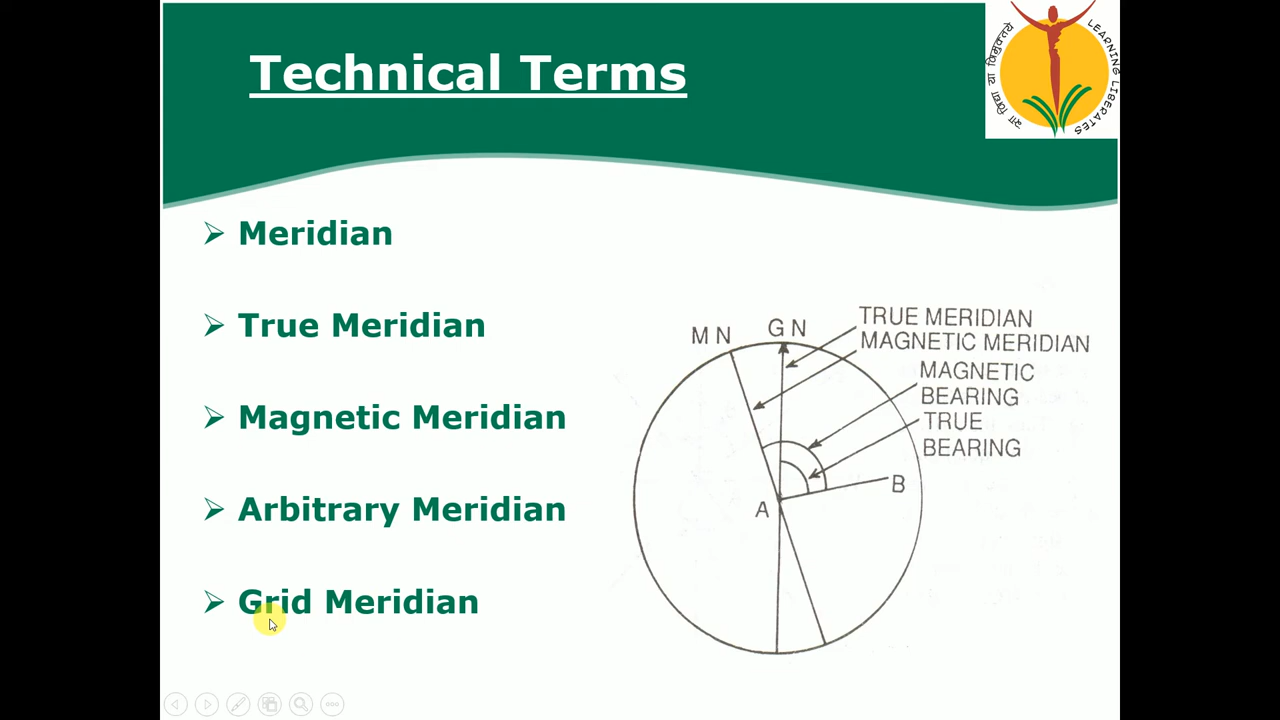 Technical Terms
सा विद्या या विमुक्तये
LEARNING LIBERATES
Meridian
True Meridian
Magnetic Meridian
Arbitrary Meridian
Grid Meridian
M N
G N
TRUE MERIDIAN
MAGNETIC MERIDIAN
MAGNETIC
BEARING
TRUE
BEARING
B
A